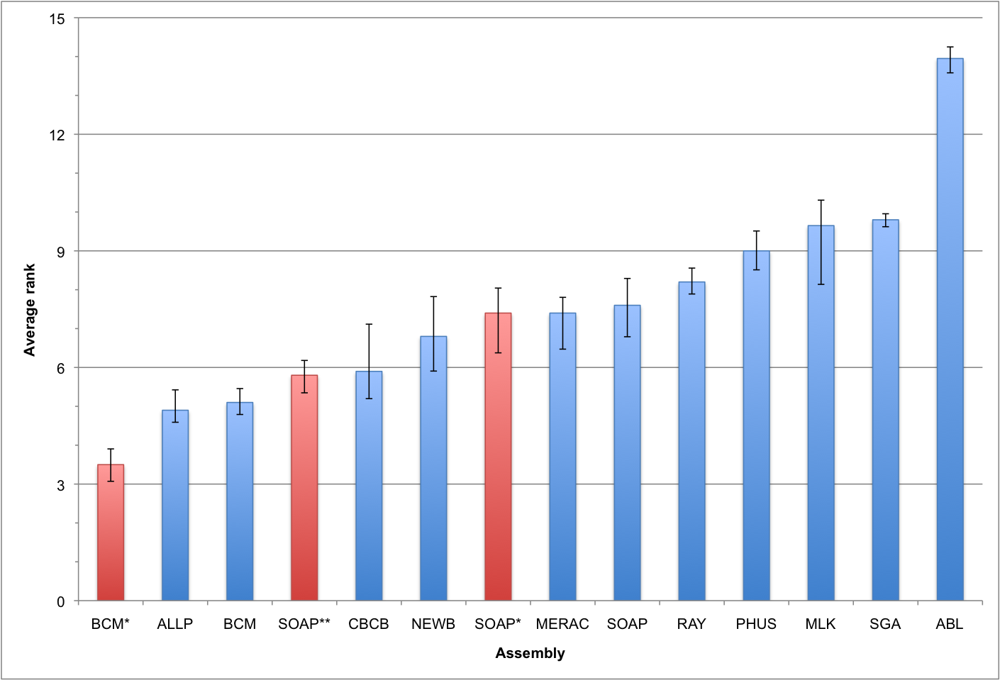 15
12
9
6
3
0
Average rank
BCM* ALLP BCM SOAP** CBCB NEWB SOAP* MERAC SOAP RAY PHUS MLK SGA ABL
Assembly